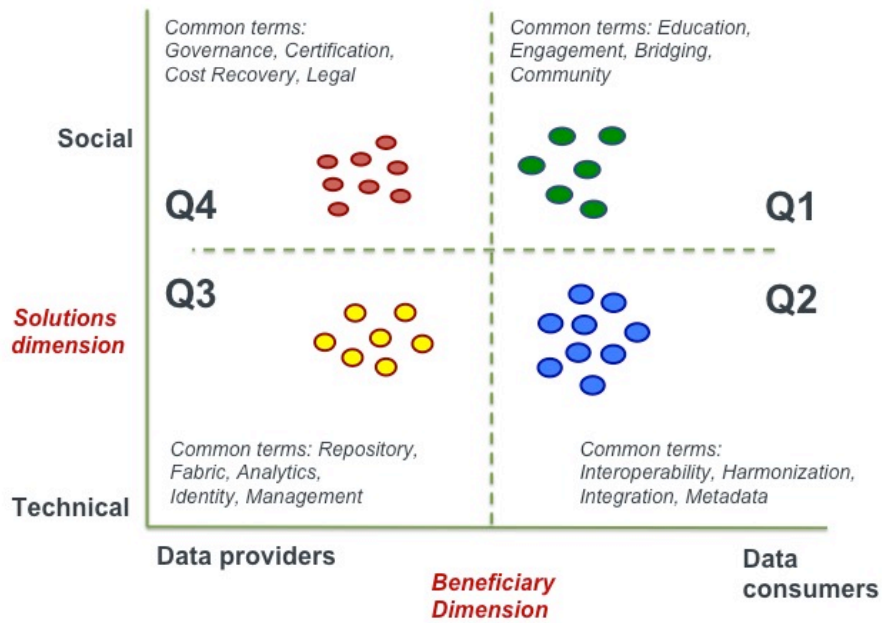 Common terms:
Governance, Certification,
Cost Recovery, Legal
Common terms: Education,
Engagement, Bridging,
Community
Social
Q4
Q1
Q3
Q2
Solutions
dimension
Common terms: Repository,
Fabric, Analytics,
Identity, Management
Common terms:
Interoperability, Harmonization,
Integration, Metadata
Technical
Data providers
Beneficiary
Dimension
Data
consumers